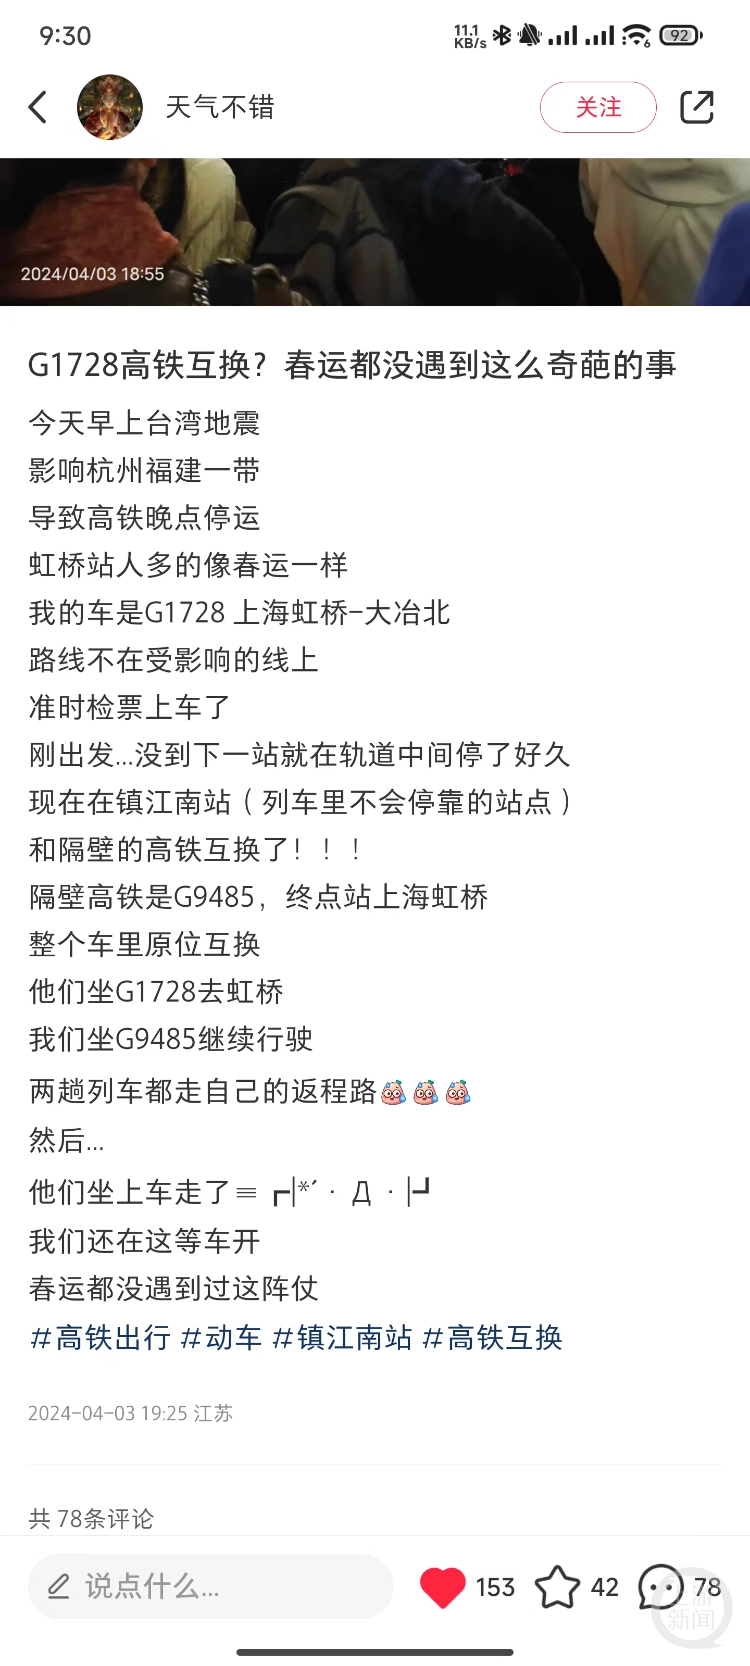 9:30
11.1
KB/s
6
92
天气不错
关注
2024/04/03 18:55
G1728高铁互换？春运都没遇到这么奇葩的事
今天早上台湾地震
影响杭州福建一带
导致高铁晚点停运
虹桥站人多的像春运一样
我的车是G1728 上海虹桥-大冶北
路线不在受影响的线上
准时检票上车了
刚出发...没到下一站就在轨道中间停了好久
现在在镇江南站（列车里不会停靠的站点）
和隔壁的高铁互换了！！！
隔壁高铁是G9485，终点站上海虹桥
整个车里原位互换
他们坐G1728去虹桥
我们坐G9485继续行驶
两趟列车都走自己的返程路
然后...
他们坐上车走了≡ ┏|*´・Д・|┛
我们还在这等车开
春运都没遇到过这阵仗
#高铁出行 #动车 #镇江南站 #高铁互换
2024-04-03 19:25 江苏
共 78条评论
说点什么...
153
42
78
上游
新闻